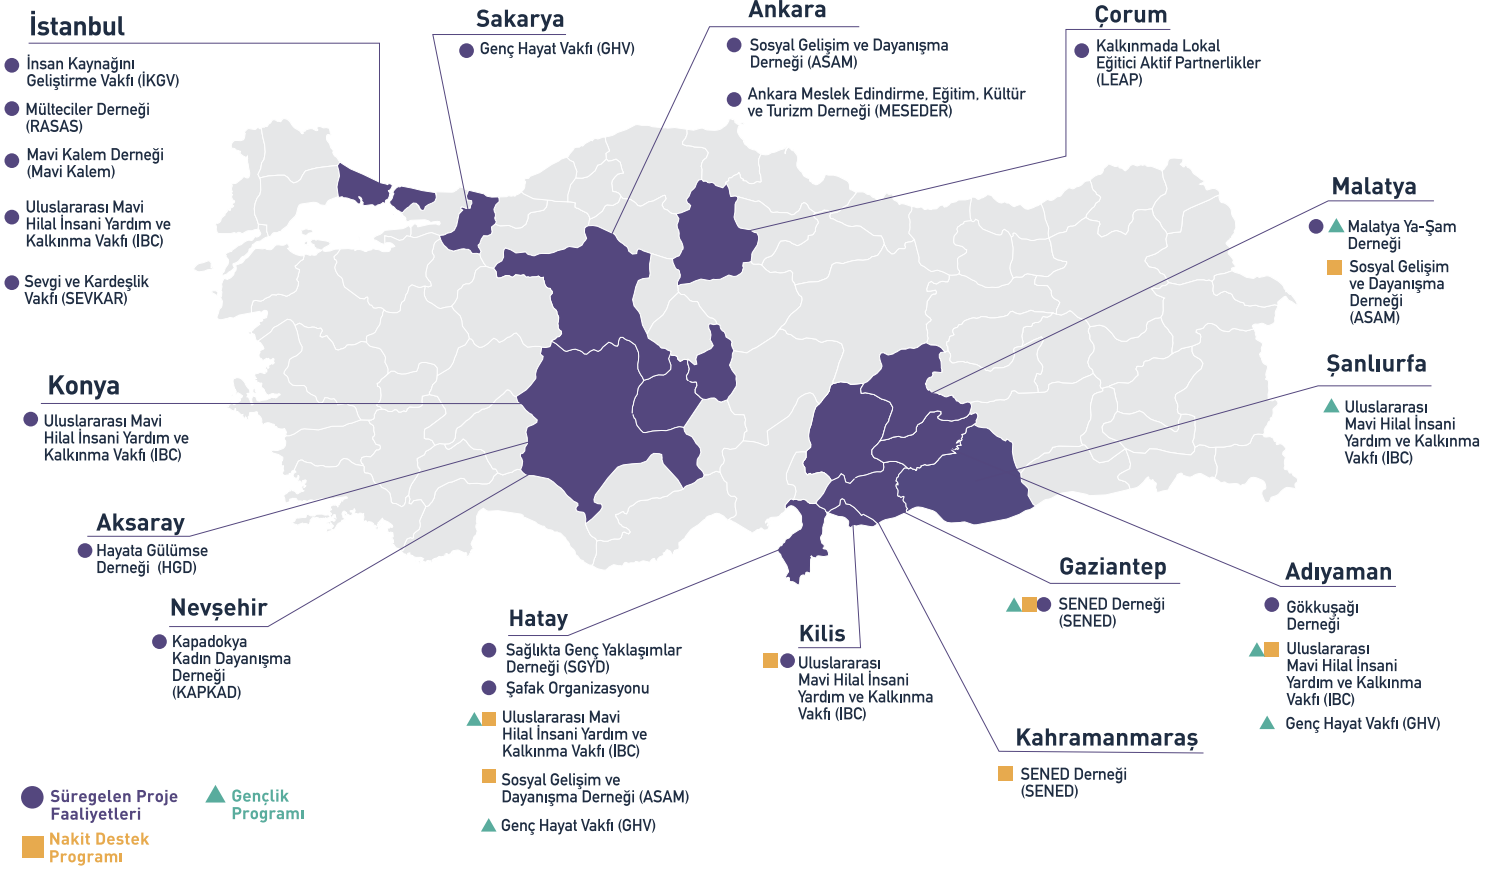 İstanbul
İnsan Kaynağını
Geliştirme Vakfı (İKGV)
Mülteciler Derneği
(RASAS)
Mavi Kalem Derneği
(Mavi Kalem)
Uluslararası Mavi
Hilal İnsani Yardım ve
Kalkınma Vakfı (IBC)
Sevgi ve Kardeşlik
Vakfı (SEVKAR)
Sakarya
Genç Hayat Vakfı (GHV)
Ankara
Sosyal Gelişim ve Dayanışma
Derneği (ASAM)
Ankara Meslek Edindirme, Eğitim, Kültür
ve Turizm Derneği (MESEDER)
Çorum
Kalkınmada Lokal
Eğitici Aktif Partnerlikler
(LEAP)
Malatya
Malatya Ya-Şam
Derneği
Sosyal Gelişim
ve Dayanışma
Derneği
(ASAM)
Şanlıurfa
Uluslararası
Mavi Hilal İnsani
Yardım ve Kalkınma
Vakfı (IBC)
Konya
Uluslararası Mavi
Hilal İnsani Yardım ve
Kalkınma Vakfı (IBC)
Aksaray
Hayata Gülümse
Derneği (HGD)
Nevşehir
Kapadokya
Kadın Dayanışma
Derneği
(KAPKAD)
Hatay
Sağlıkta Genç Yaklaşımlar
Derneği (SGYD)
Şafak Organizasyonu
Uluslararası Mavi
Hilal İnsani Yardım ve
Kalkınma Vakfı (IBC)
Sosyal Gelişim ve
Dayanışma Derneği (ASAM)
Genç Hayat Vakfı (GHV)
Kilis
Uluslararası
Mavi Hilal İnsani
Yardım ve Kalkınma
Vakfı (IBC)
Gaziantep
SENED Derneği
(SENED)
Kahramanmaraş
SENED Derneği
(SENED)
Adıyaman
Gökkuşağı
Derneği
Uluslararası
Mavi Hilal İnsani
Yardım ve Kalkınma
Vakfı (IBC)
Genç Hayat Vakfı (GHV)
Süregelen Proje
Faaliyetleri
Gençlik
Programı
Nakit Destek
Programı